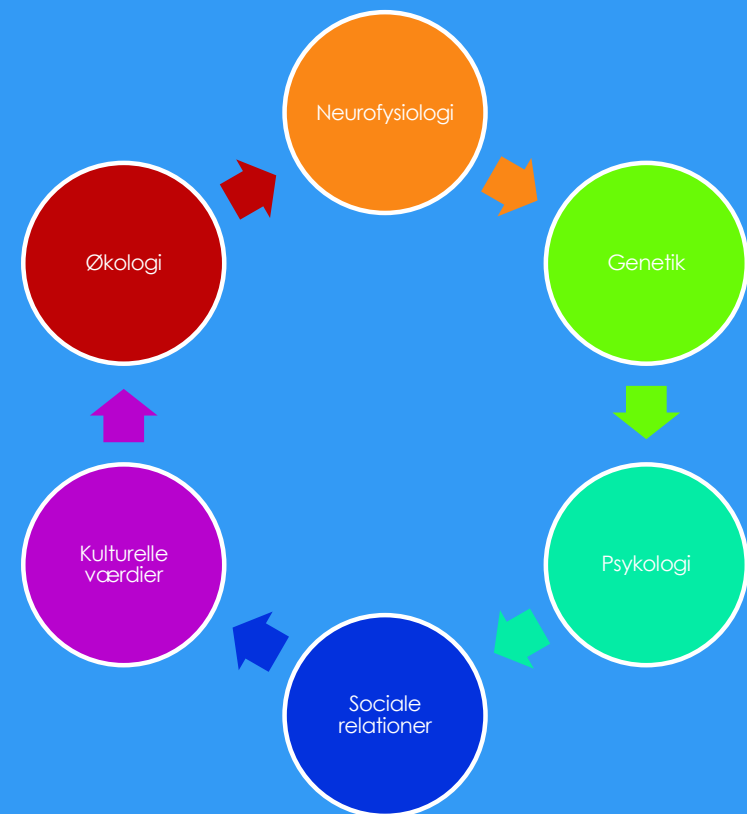 Neurofysiologi
Genetik
Psykologi
Sociale
relationer
Kulturelle
værdier
Økologi